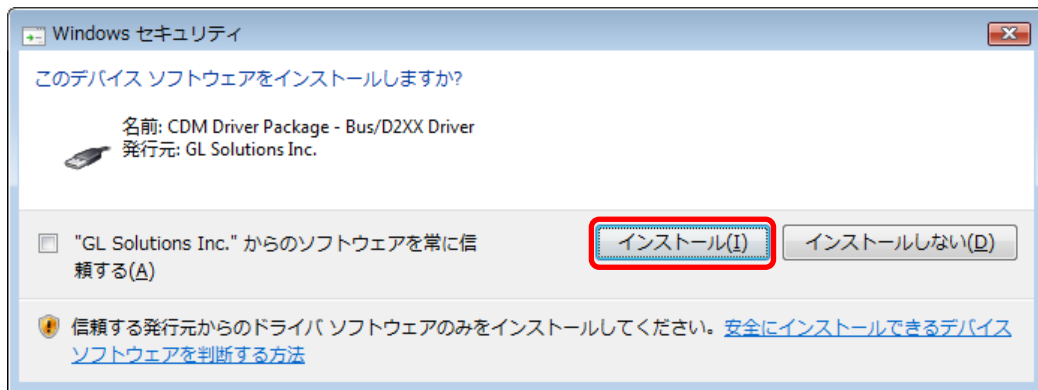 Windows セキュリティ
このデバイス ソフトウェアをインストールしますか?
名前: CDM Driver Package - Bus/D2XX Driver
発行元: GL Solutions Inc.
"GL Solutions Inc." からのソフトウェアを常に信
頼する(A)
インストール(I)
インストールしない(D)
信頼する発行元からのドライバ ソフトウェアのみをインストールしてください。安全にインストールできるデバイス
ソフトウェアを判断する方法